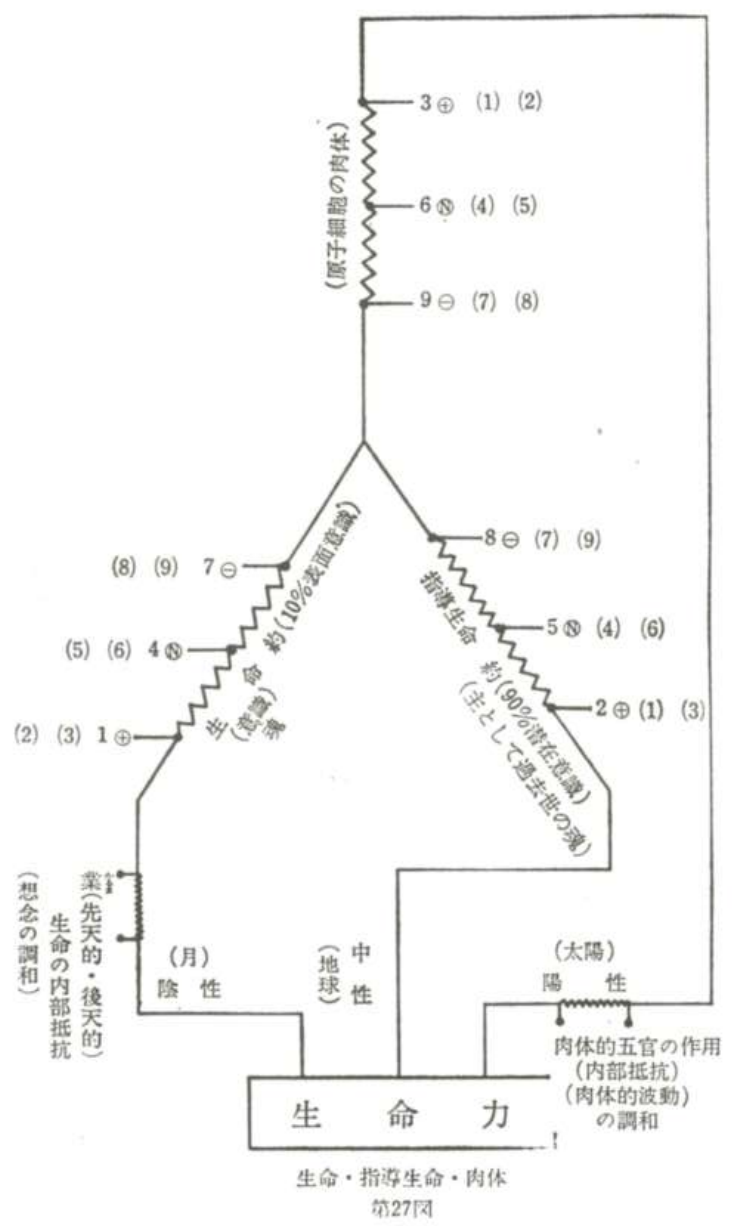 3⊕ (1) (2)
(原子細胞の肉体)
6Ⓝ (4) (5)
9⊖ (7) (8)
(8) (9) 7⊖
8⊖ (7) (9)
約(10%表面意識)
指導生命
(5) (6) 4Ⓝ
5Ⓝ (4) (6)
生命
(意識)
魂
約(90%潜在意識)
(主として過去世の魂)
(2) (3) 1⊕
2⊕ (1) (3)
業(先天的・後天的)
生命の内部抵抗
(想念の調和)
(月)
陰性
中性
(地球)
(太陽)
陽性
肉体的五官の作用
(内部抵抗)
(肉体的波動)
の調和
生命力
生命・指導生命・肉体
第27図